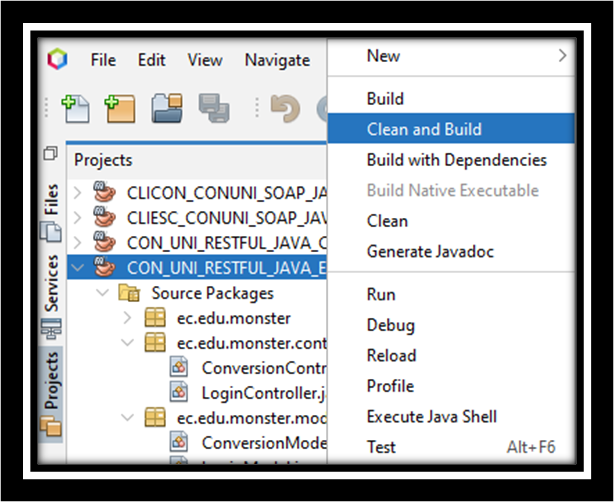 File Edit View Navigate
Projects
CLICON_CONUNI_SOAP_JA
CLIESC_CONUNI_SOAP_JAV
CON_UNI_RESTFUL_JAVA_C
CON_UNI_RESTFUL_JAVA_E
Source Packages
ec.edu.monster
ec.edu.monster.cont
ConversionContr
LoginController.ja
ec.edu.monster.mod
ConversionMode
Files
Services
Projects
New
Build
Clean and Build
Build with Dependencies
Build Native Executable
Clean
Generate Javadoc
Run
Debug
Reload
Profile
Execute Java Shell
Test Alt+F6